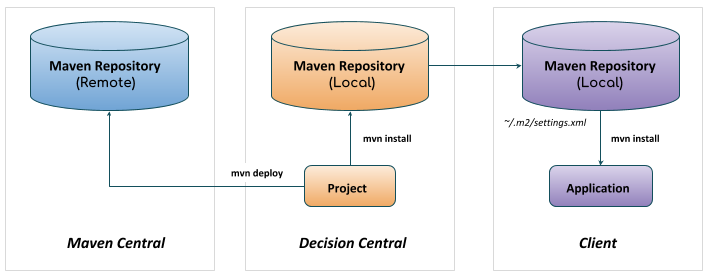 Maven Repository
(Remote)
Maven Repository
(Local)
Maven Repository
(Local)
~/.m2/settings.xml
mvn install
mvn install
mvn deploy
Project
Application
Maven Central
Decision Central
Client